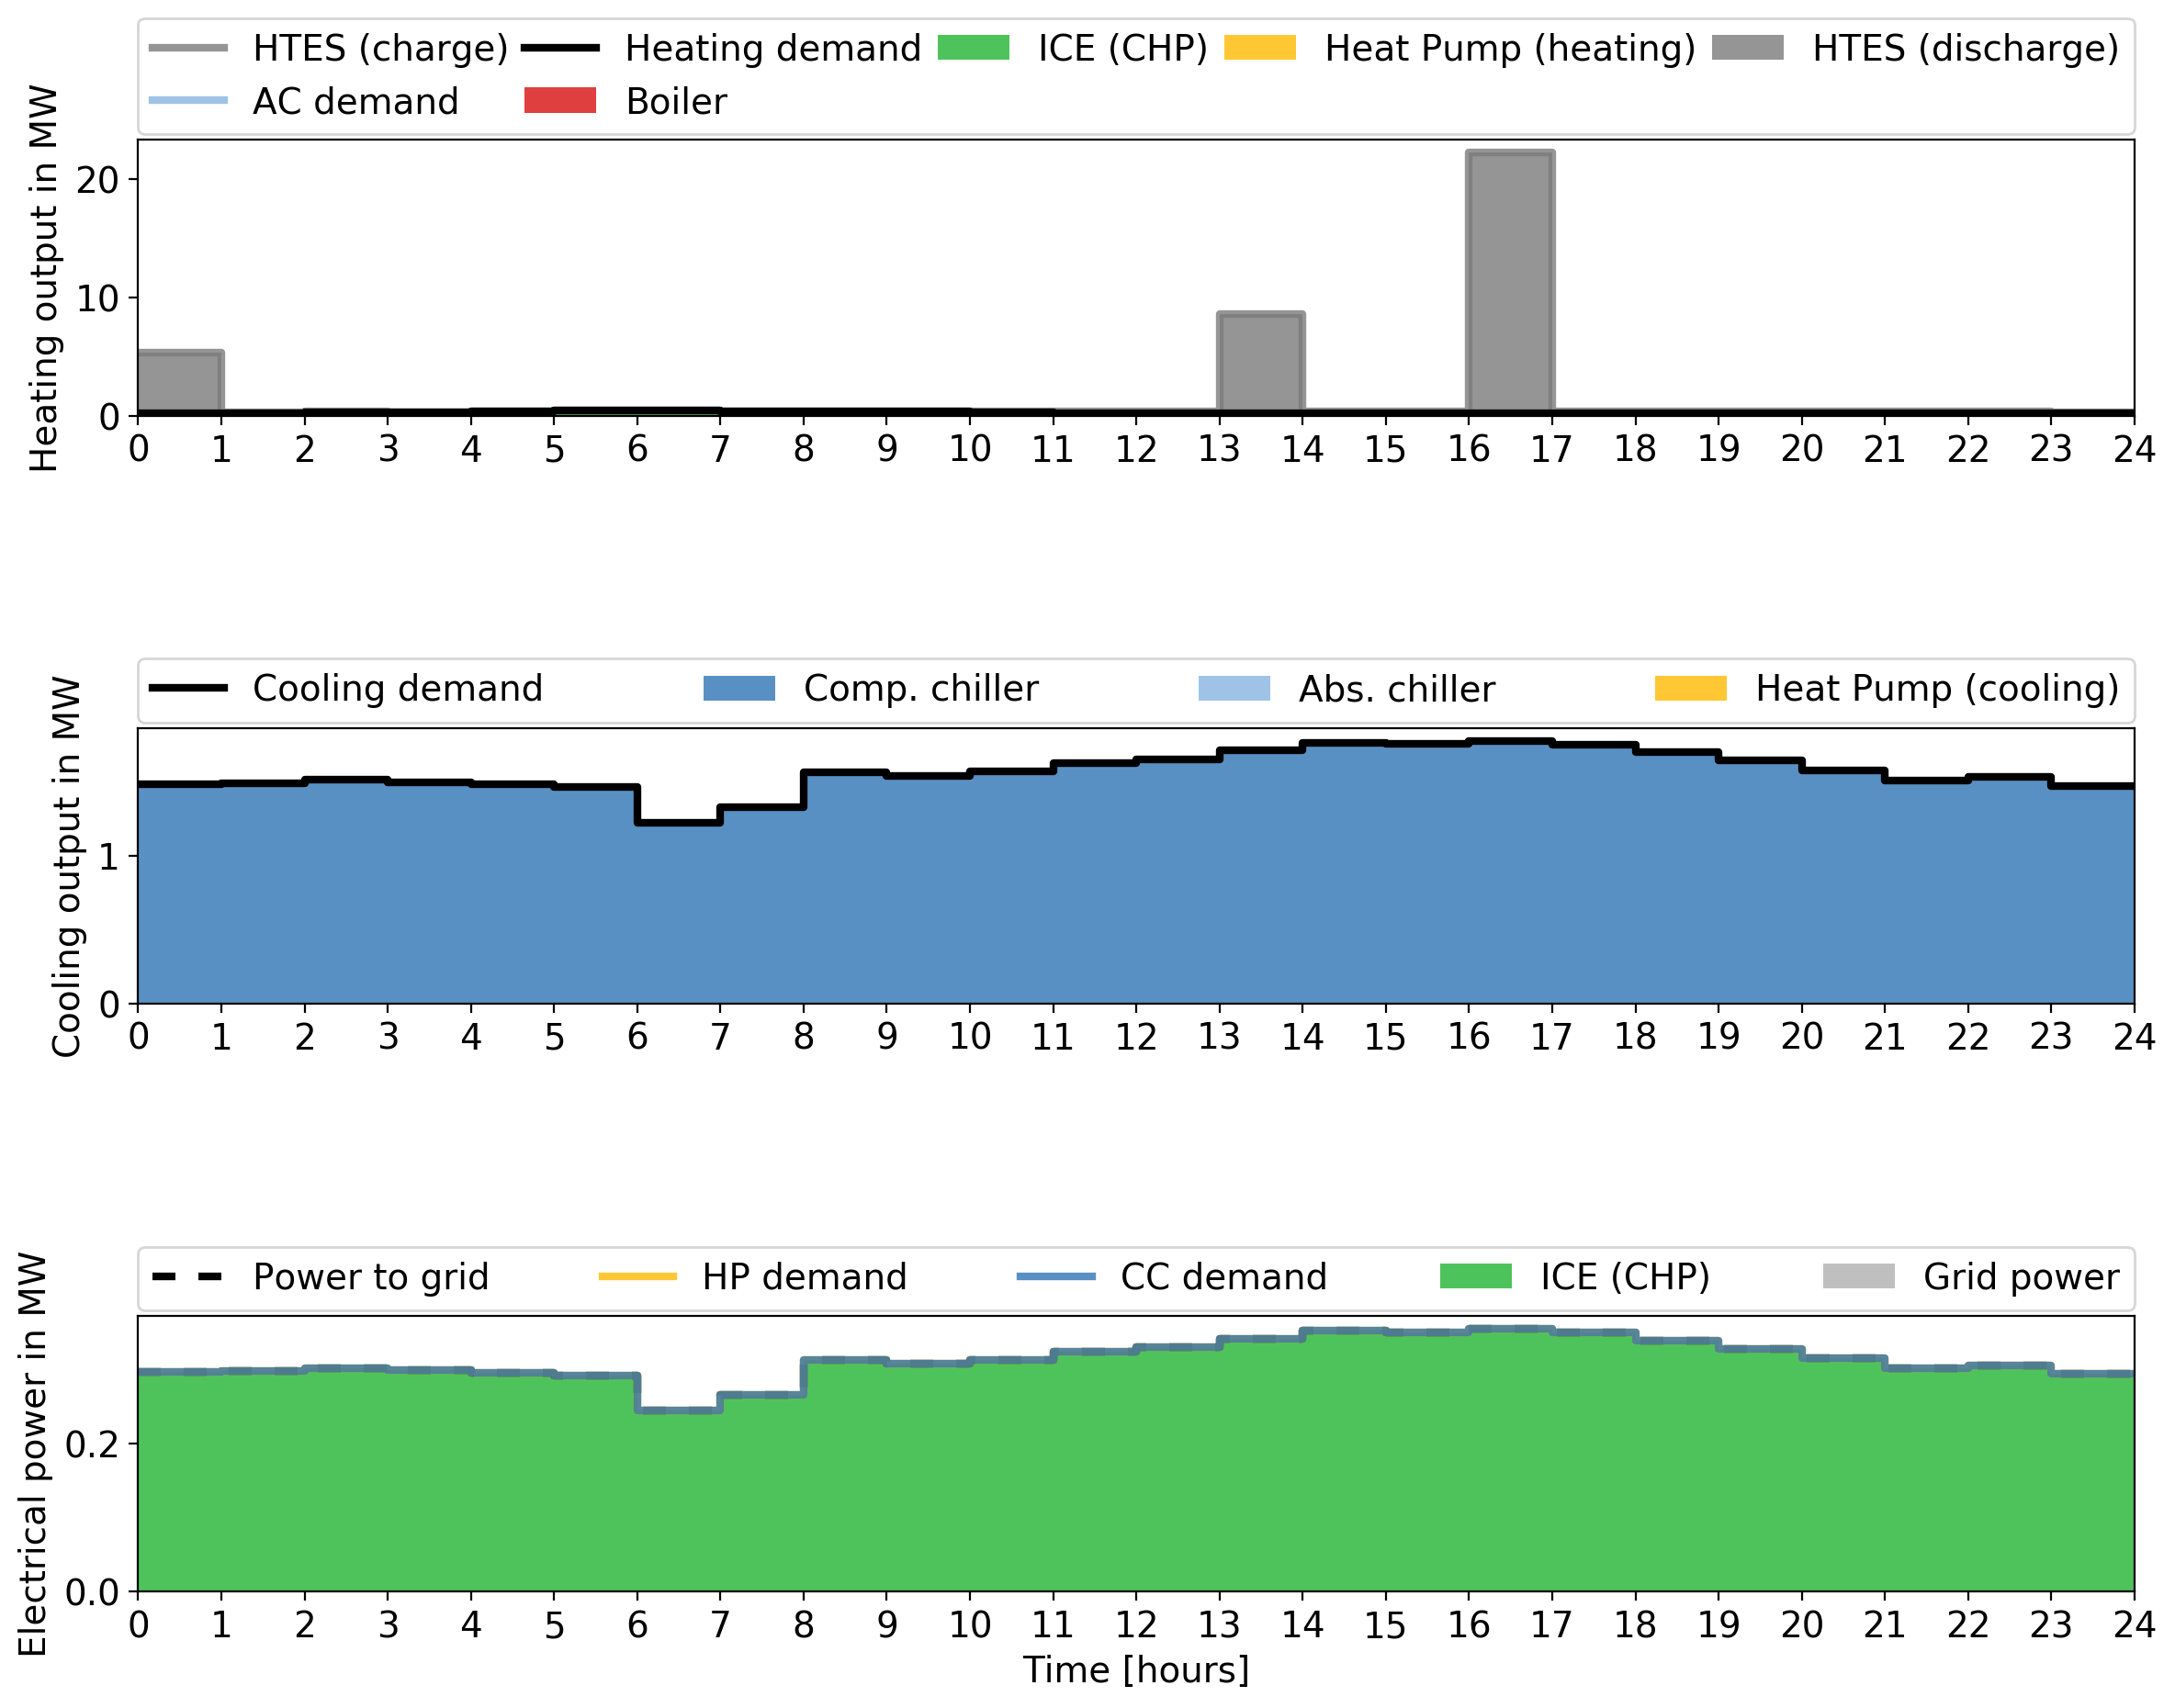 HTES (charge) Heating demand ICE (CHP) Heat Pump (heating) HTES (discharge)
AC demand Boiler
Heating output in MW
20
10
0
0 1 2 3 4 5 6 7 8 9 10 11 12 13 14 15 16 17 18 19 20 21 22 23 24
Cooling demand Comp. chiller Abs. chiller Heat Pump (cooling)
Cooling output in MW
1
0
0 1 2 3 4 5 6 7 8 9 10 11 12 13 14 15 16 17 18 19 20 21 22 23 24
Power to grid HP demand CC demand ICE (CHP) Grid power
Electrical power in MW
0.2
0.0
0 1 2 3 4 5 6 7 8 9 10 11 12 13 14 15 16 17 18 19 20 21 22 23 24
Time [hours]